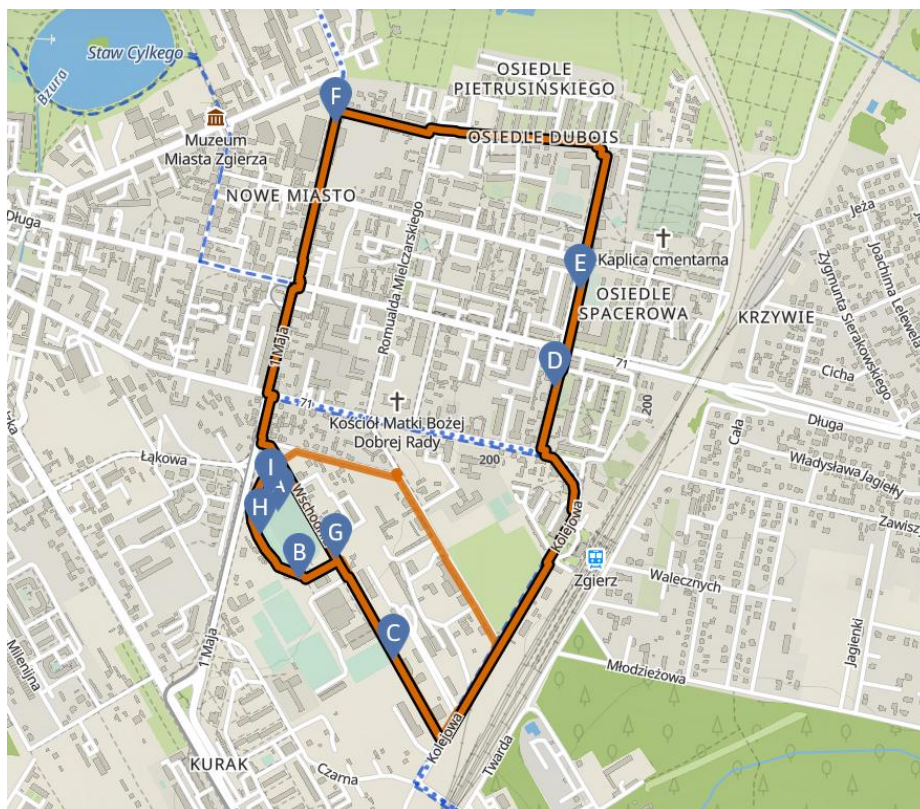 Staw Cylkego
Bzura
OSIEDLE
PIETRUSIŃSKIEGO
F
Muzeum
Miasta Zgierza
OSIEDLE DUBOIS
NOWE MIASTO
Długa
Romualda Mielczarskiego
Kaplica cmentarna
Jeża
Joachima Lelewela
Zygmunta Sierakowskiego
E
OSIEDLE
SPACEROWA
KRZYWIE
1 Maja
D
71
Cicha
71
Kościół Matki Bożej
Dobrej Rady
200
Cała
Długa
Łąkowa
200
Władysława Jagiełły
I
A
Wschodnia
H
Zawisz
Kolejowa
G
B
Zgierz
Walecznych
C
1 Maja
Milenijna
Młodzieżowa
Jagienki
Kolejowa
KURAK
Czarna
Twarda